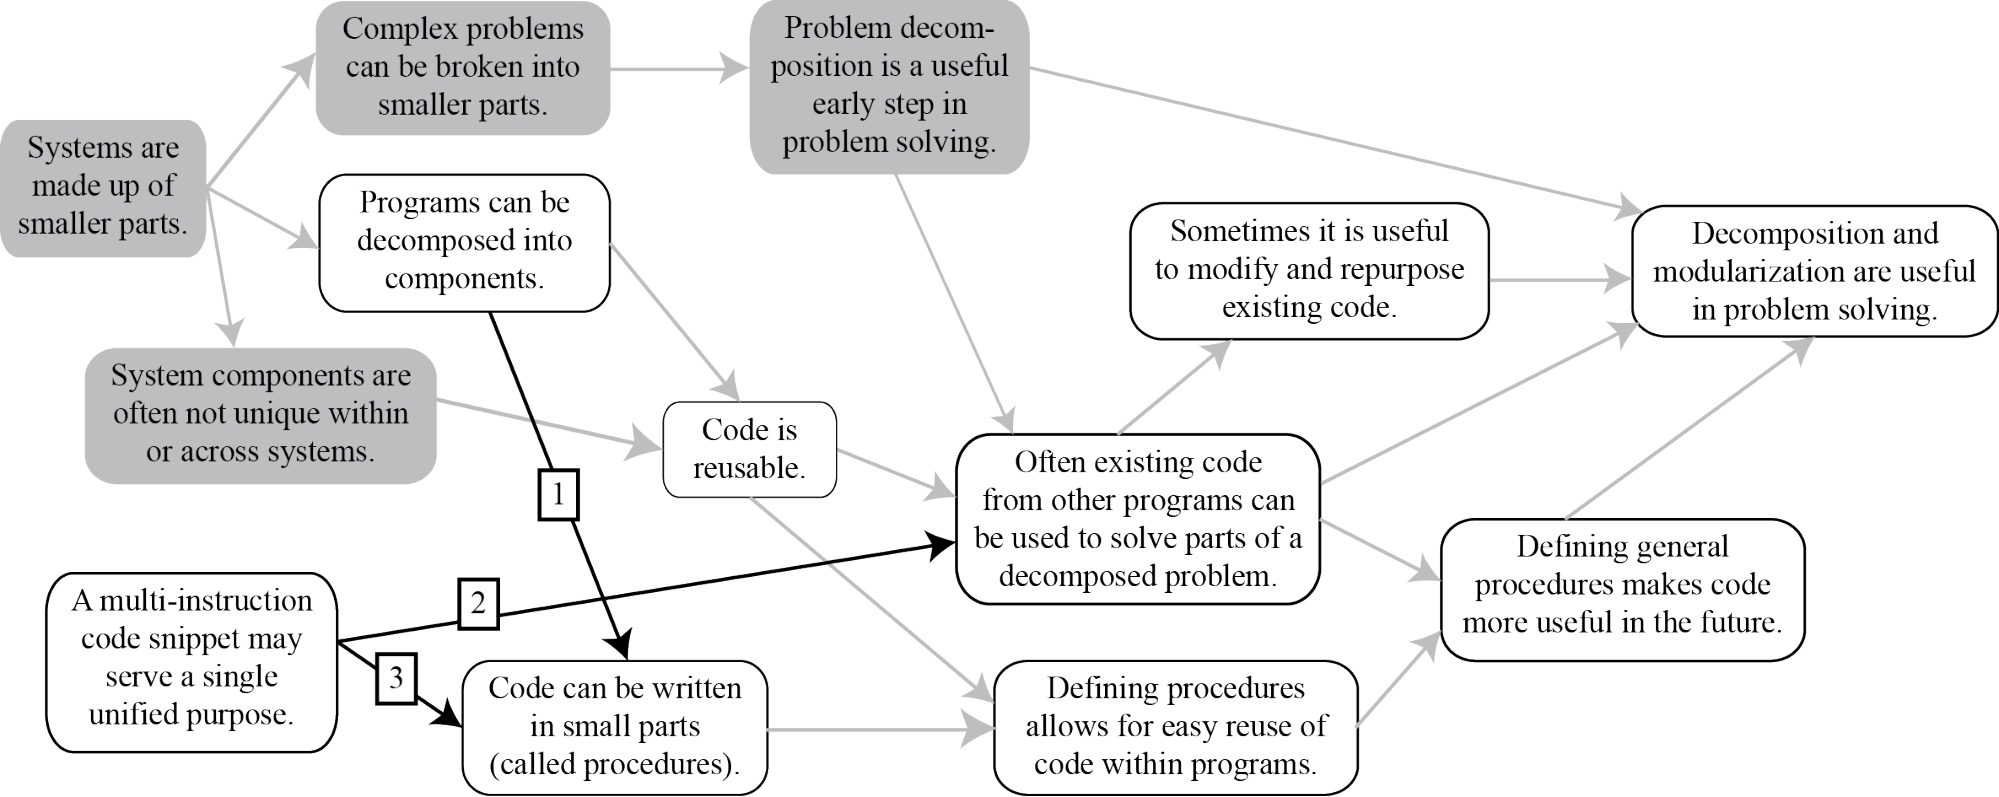 Complex problems
can be broken into
smaller parts.
Problem decom-
position is a useful
early step in
problem solving.
Systems are
made up of
smaller parts.
Programs can be
decomposed into
components.
Sometimes it is useful
to modify and repurpose
existing code.
Decomposition and
modularization are useful
in problem solving.
System components are
often not unique within
or across systems.
Code is
reusable.
1
Often existing code
from other programs can
be used to solve parts of a
decomposed problem.
Defining general
procedures makes code
more useful in the future.
A multi-instruction
code snippet may
serve a single
unified purpose.
2
3
Code can be written
in small parts
(called procedures).
Defining procedures
allows for easy reuse of
code within programs.